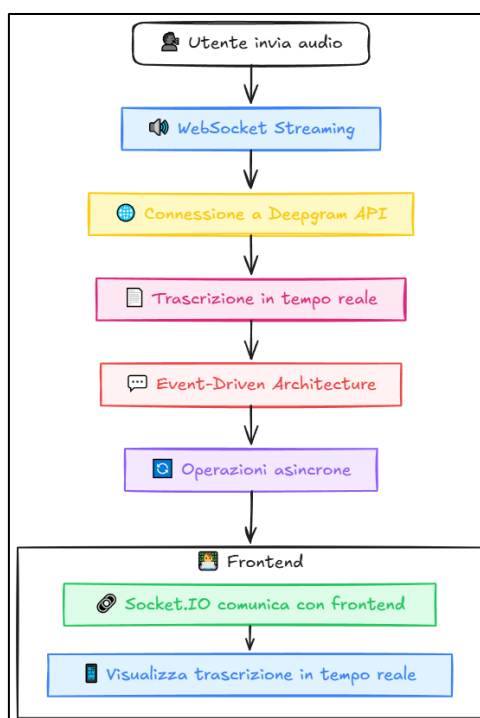 Utente invia audio
WebSocket Streaming
Connessione a Deepgram API
Trascrizione in tempo reale
Event-Driven Architecture
Operazioni asincrone
Frontend
Socket.IO comunica con frontend
Visualizza trascrizione in tempo reale